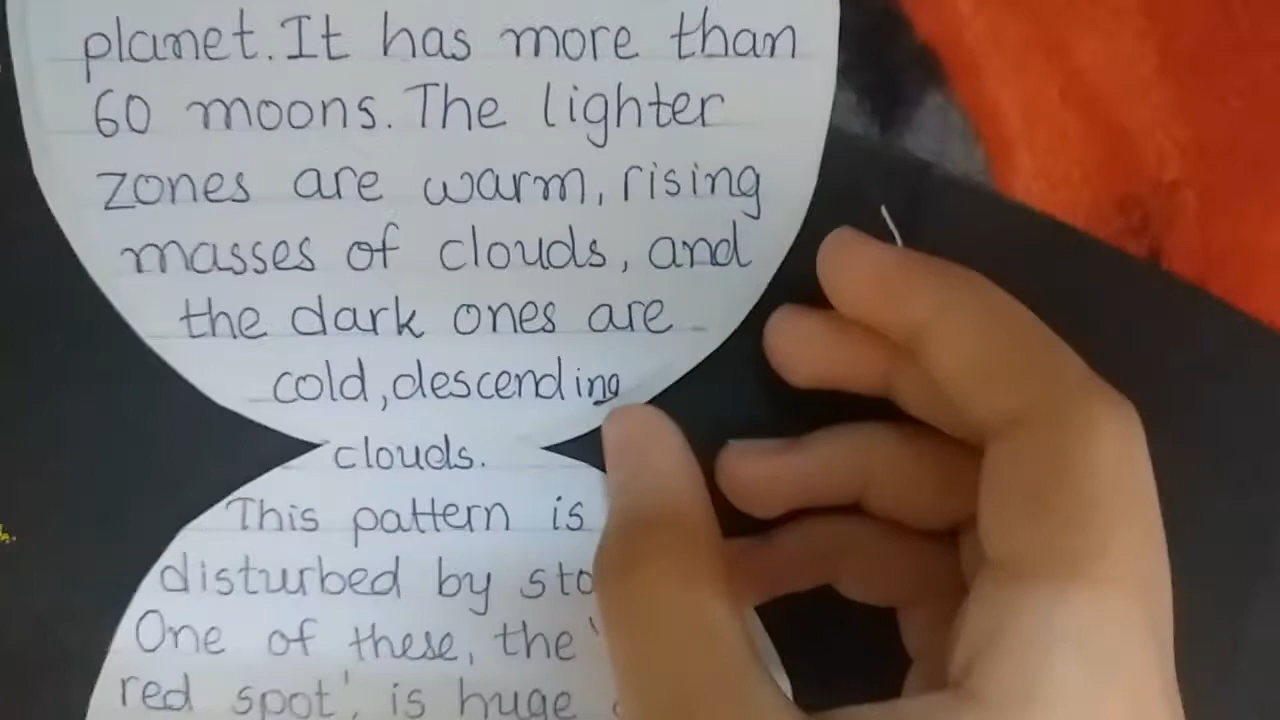 planet. It has more than
60 moons. The lighter
zones are warm, rising
masses of clouds, and
the dark ones are
cold, descending
clouds.
This pattern is
disturbed by
One of these, the '
red spot', is huge